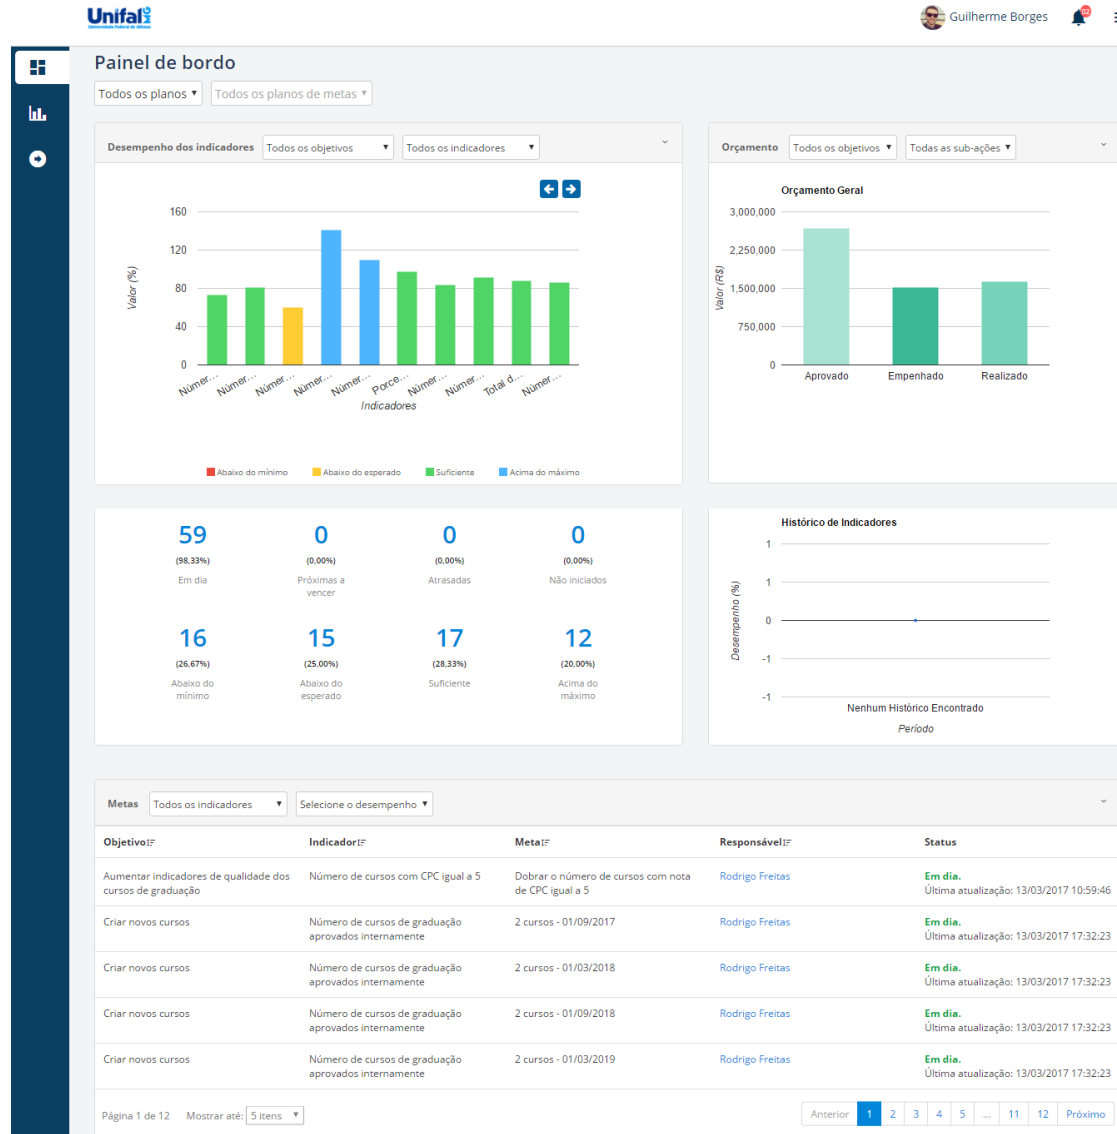 Unifal MG
Guilherme Borges
02
Painel de bordo
Todos os planos
Todos os planos de metas
Desempenho dos indicadores Todos os objetivos Todos os indicadores
160
120
80
40
0
Valor (%)
Númer... Númer... Númer... Númer... Númer... Porce... Númer... Númer... Total d... Númer...
Indicadores
Abaixo do mínimo Abaixo do esperado Suficiente Acima do máximo
Orçamento Todos os objetivos Todas as sub-ações
Orçamento Geral
3,000,000
2,250,000
1,500,000
750,000
0
Valor (R$)
Aprovado Empenhado Realizado
59 0 0 0
(98,33%) (0,00%) (0,00%) (0,00%)
Em dia Próximas a Atrasadas Não iniciados
vencer
16 15 17 12
(26,67%) (25,00%) (28,33%) (20,00%)
Abaixo do Abaixo do Suficiente Acima do
mínimo esperado máximo
Histórico de Indicadores
1
1
0
-1
-1
Desempenho (%)
Nenhum Histórico Encontrado
Período
Metas Todos os indicadores Selecione o desempenho
Objetivo Indicador Meta Responsável Status
Aumentar indicadores de qualidade dos Número de cursos com CPC igual a 5 Dobrar o número de cursos com nota Rodrigo Freitas Em dia.
cursos de graduação de CPC igual a 5 Última atualização: 13/03/2017 10:59:46
Criar novos cursos Número de cursos de graduação 2 cursos - 01/09/2017 Rodrigo Freitas Em dia.
aprovados internamente Última atualização: 13/03/2017 17:32:23
Criar novos cursos Número de cursos de graduação 2 cursos - 01/03/2018 Rodrigo Freitas Em dia.
aprovados internamente Última atualização: 13/03/2017 17:32:23
Criar novos cursos Número de cursos de graduação 2 cursos - 01/09/2018 Rodrigo Freitas Em dia.
aprovados internamente Última atualização: 13/03/2017 17:32:23
Criar novos cursos Número de cursos de graduação 2 cursos - 01/03/2019 Rodrigo Freitas Em dia.
aprovados internamente Última atualização: 13/03/2017 17:32:23
Página 1 de 12 Mostrar até: 5 itens Anterior 1 2 3 4 5 ... 11 12 Próximo